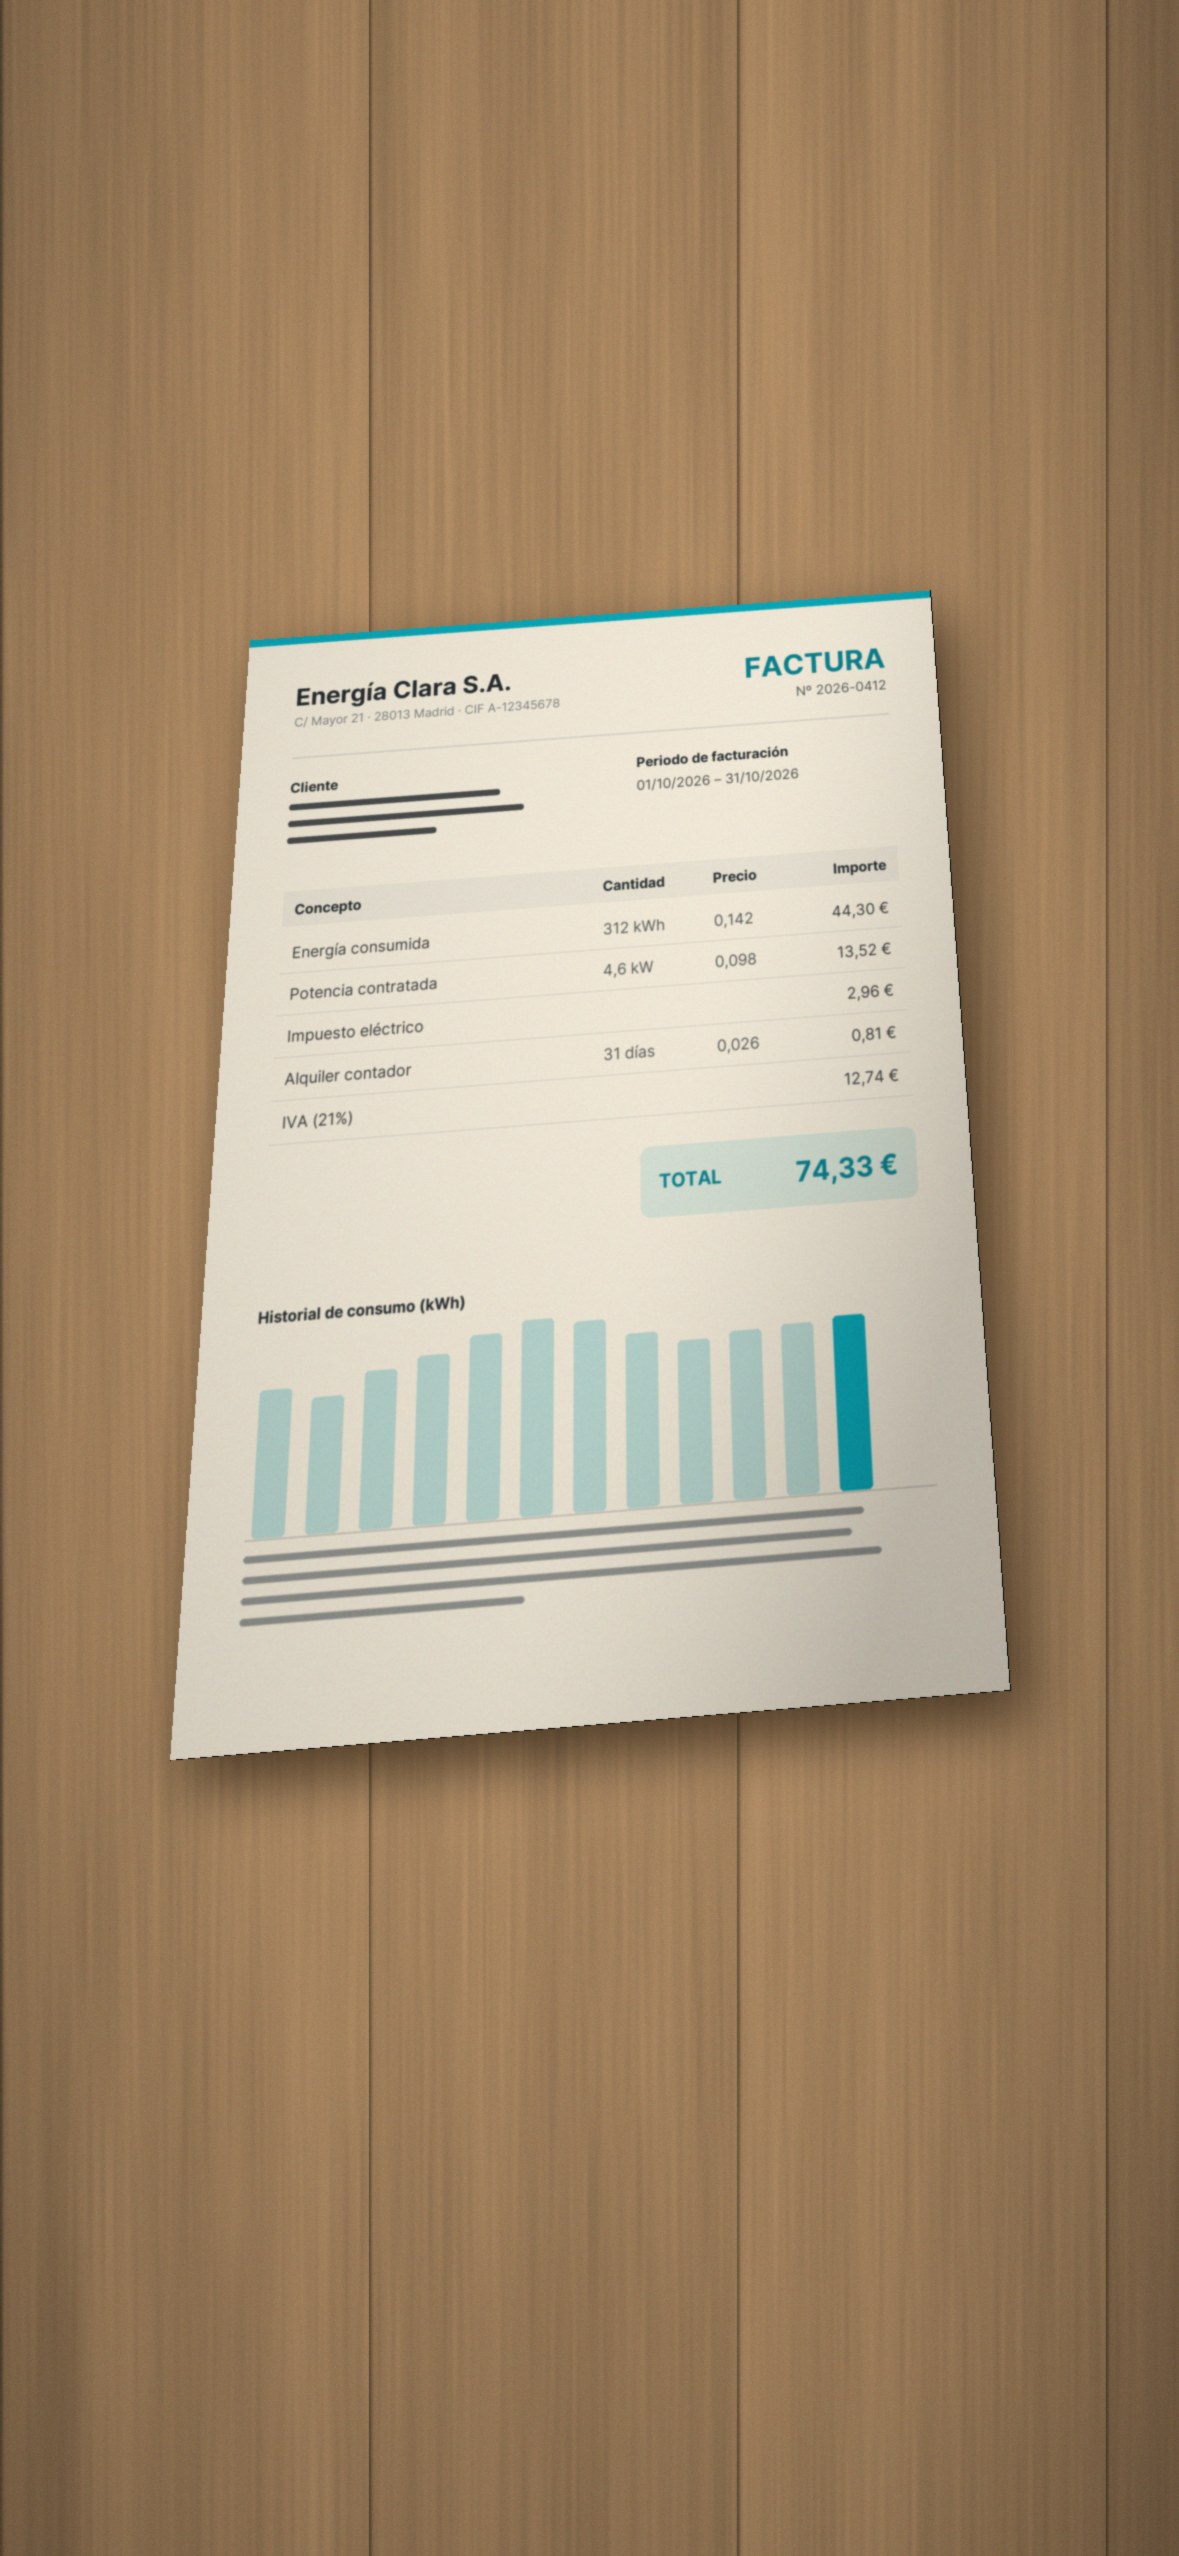 Energía Clara S.A.
FACTURA
C/ Mayor 21 · 28013 Madrid · CIF A-12345678
Nº 2026-0412
Cliente
Periodo de facturación
01/10/2026 – 31/10/2026
Concepto Cantidad Precio Importe
Energía consumida 312 kWh 0,142 44,30 €
Potencia contratada 4,6 kW 0,098 13,52 €
Impuesto eléctrico 2,96 €
Alquiler contador 31 días 0,026 0,81 €
IVA (21%) 12,74 €
TOTAL 74,33 €
Historial de consumo (kWh)